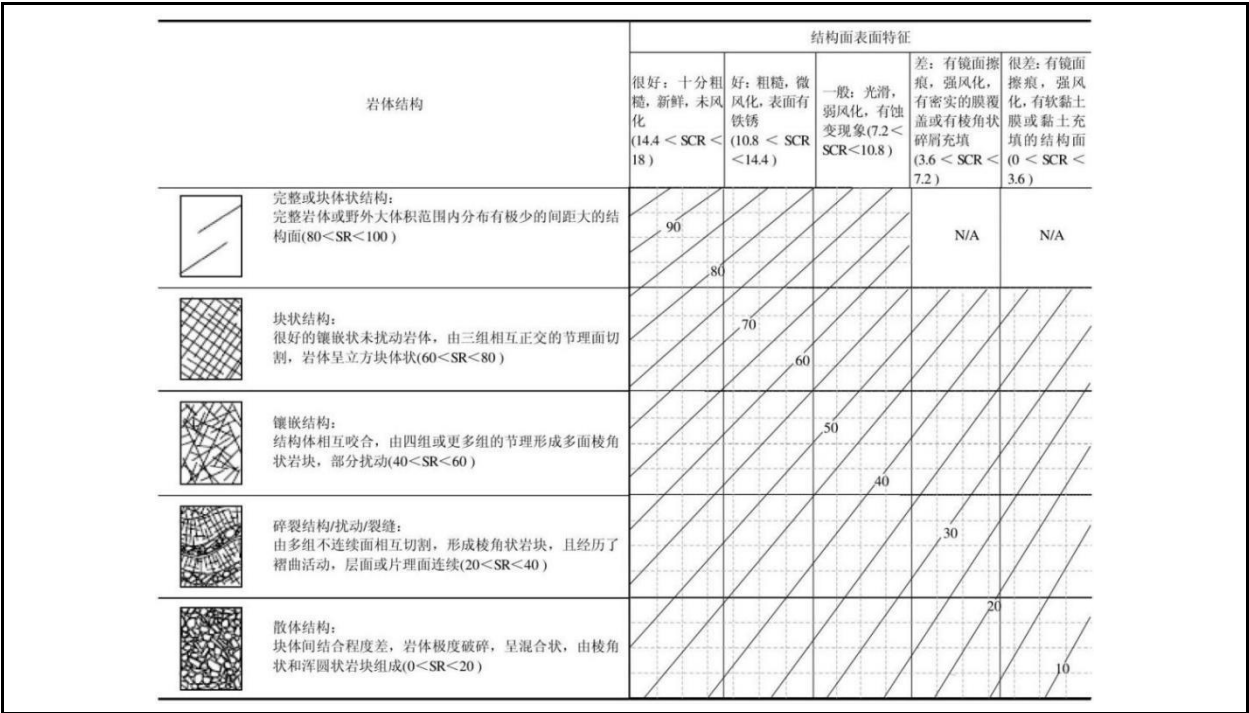 岩体结构
结构面表面特征
很好：十分粗
糙，新鲜，未风
化
(14.4 < SCR <
18 )
好：粗糙，微
风化，表面有
铁锈
(10.8 < SCR
<14.4 )
一般：光滑，
弱风化，有蚀
变现象(7.2<
SCR<10.8 )
差：有镜面擦
痕，强风化，
有密实的膜覆
盖或有棱角状
碎屑充填
(3.6 < SCR <
7.2 )
很差：有镜面
擦痕，强风
化，有软黏土
膜或黏土充
填的结构面
(0 < SCR <
3.6 )
完整或块体状结构：
完整岩体或野外大体积范围内分布有极少的间距大的结
构面(80<SR<100 )
90
80
N/A
N/A
块状结构：
很好的镶嵌状未扰动岩体，由三组相互正交的节理面切
割，岩体呈立方块体状(60<SR<80 )
70
60
镶嵌结构：
结构体相互咬合，由四组或更多组的节理形成多面棱角
状岩块，部分扰动(40<SR<60 )
50
40
碎裂结构/扰动/裂缝：
由多组不连续面相互切割，形成棱角状岩块，且经历了
褶曲活动，层面或片理面连续(20<SR<40 )
30
散体结构：
块体间结合程度差，岩体极度破碎，呈混合状，由棱角
状和浑圆状岩块组成(0<SR<20 )
20
10